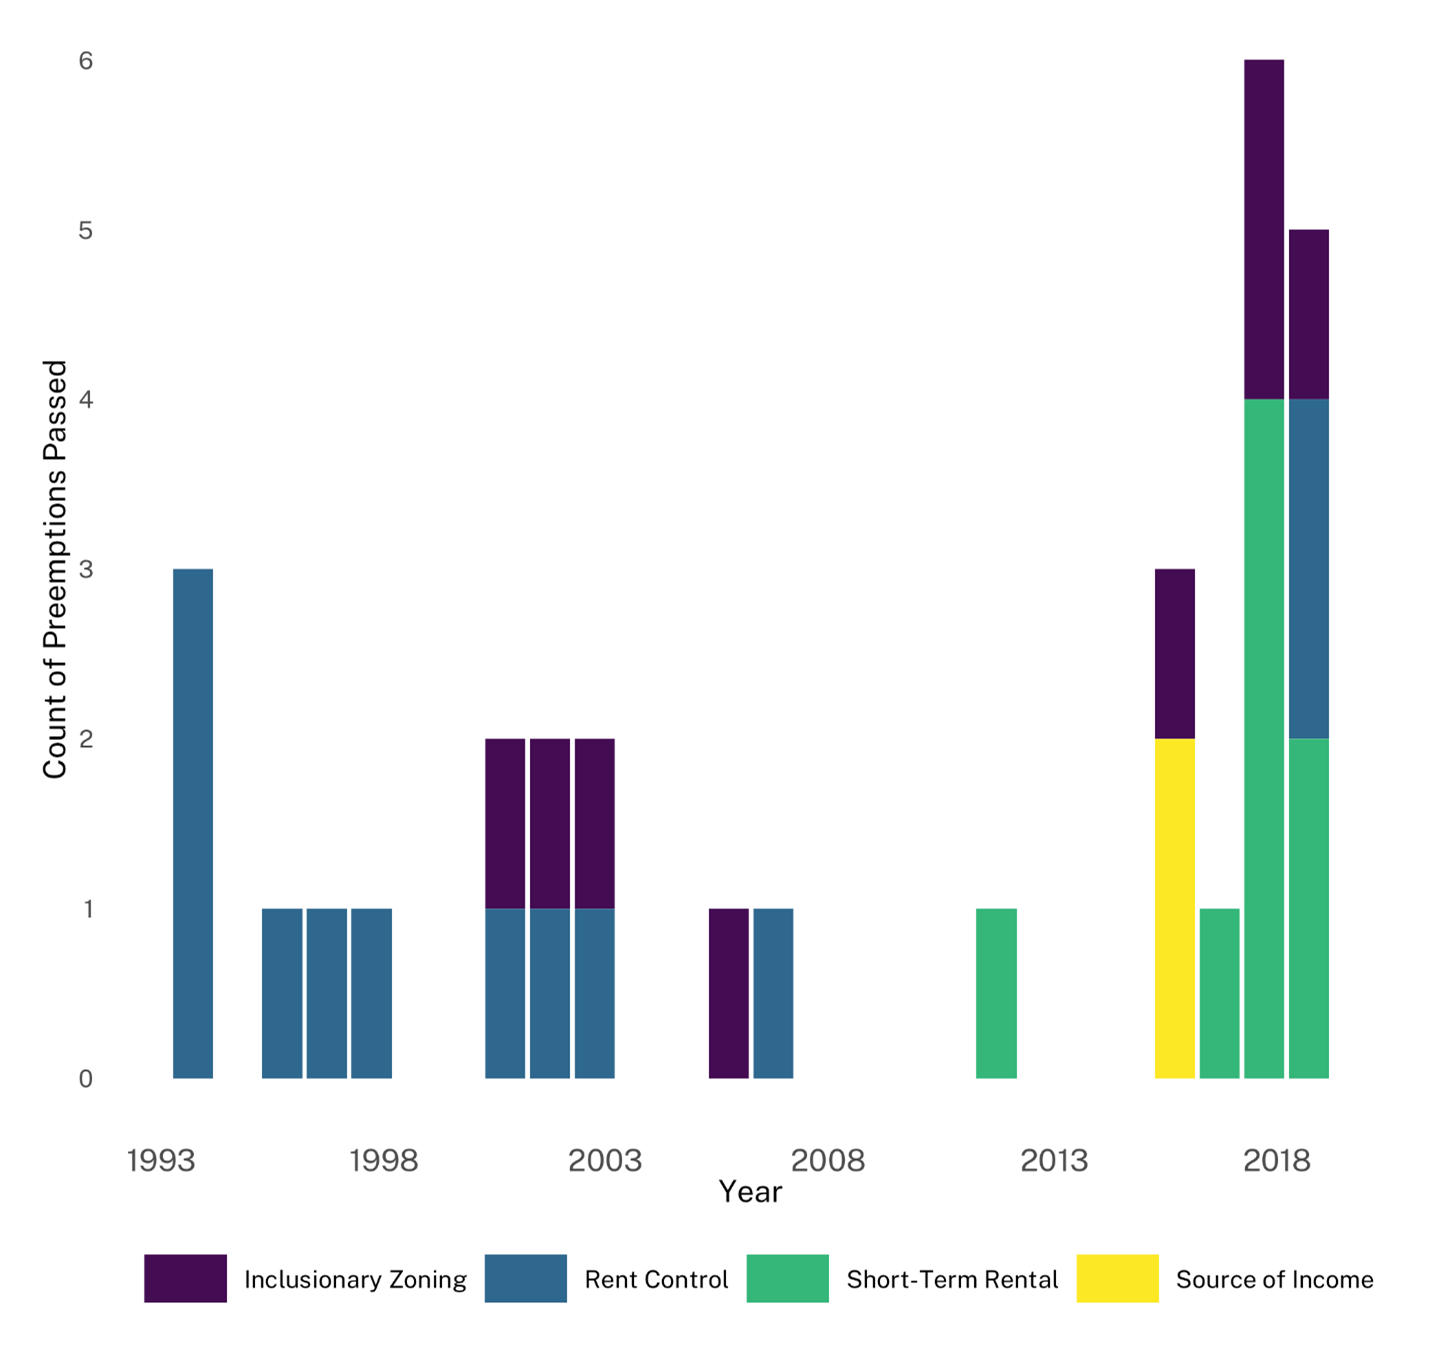 6
5
4
3
2
1
0
Count of Preemptions Passed
1993 1998 2003 2008 2013 2018
Year
Inclusionary Zoning Rent Control Short-Term Rental Source of Income